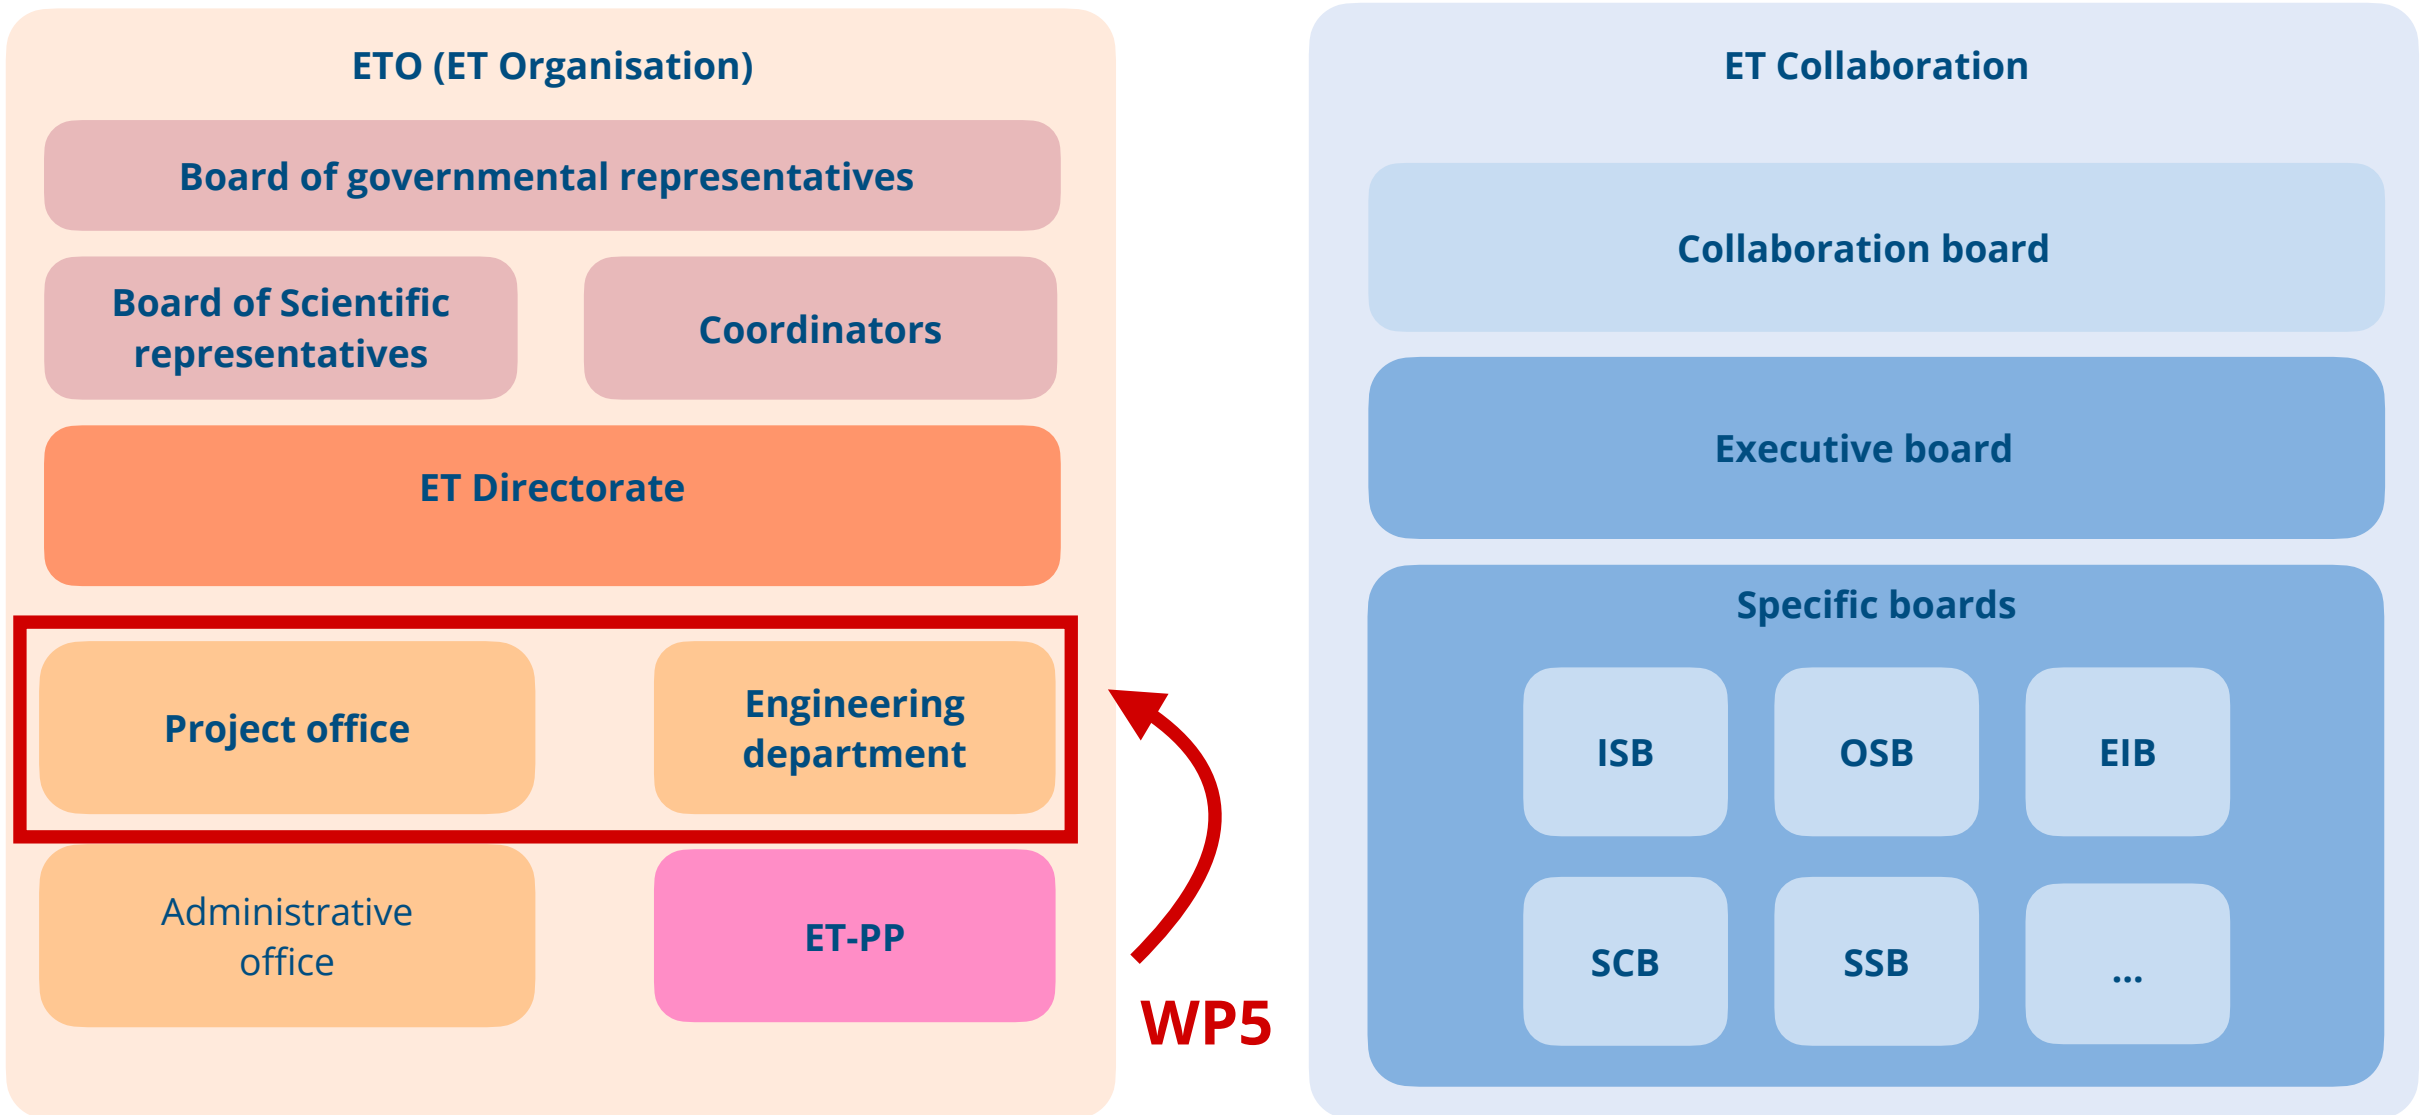 ETO (ET Organisation)
Board of governmental representatives
Board of Scientific
representatives
Coordinators
ET Directorate
Project office
Engineering
department
Administrative
office
ET-PP
WP5
ET Collaboration
Collaboration board
Executive board
Specific boards
ISB
OSB
EIB
SCB
SSB
...